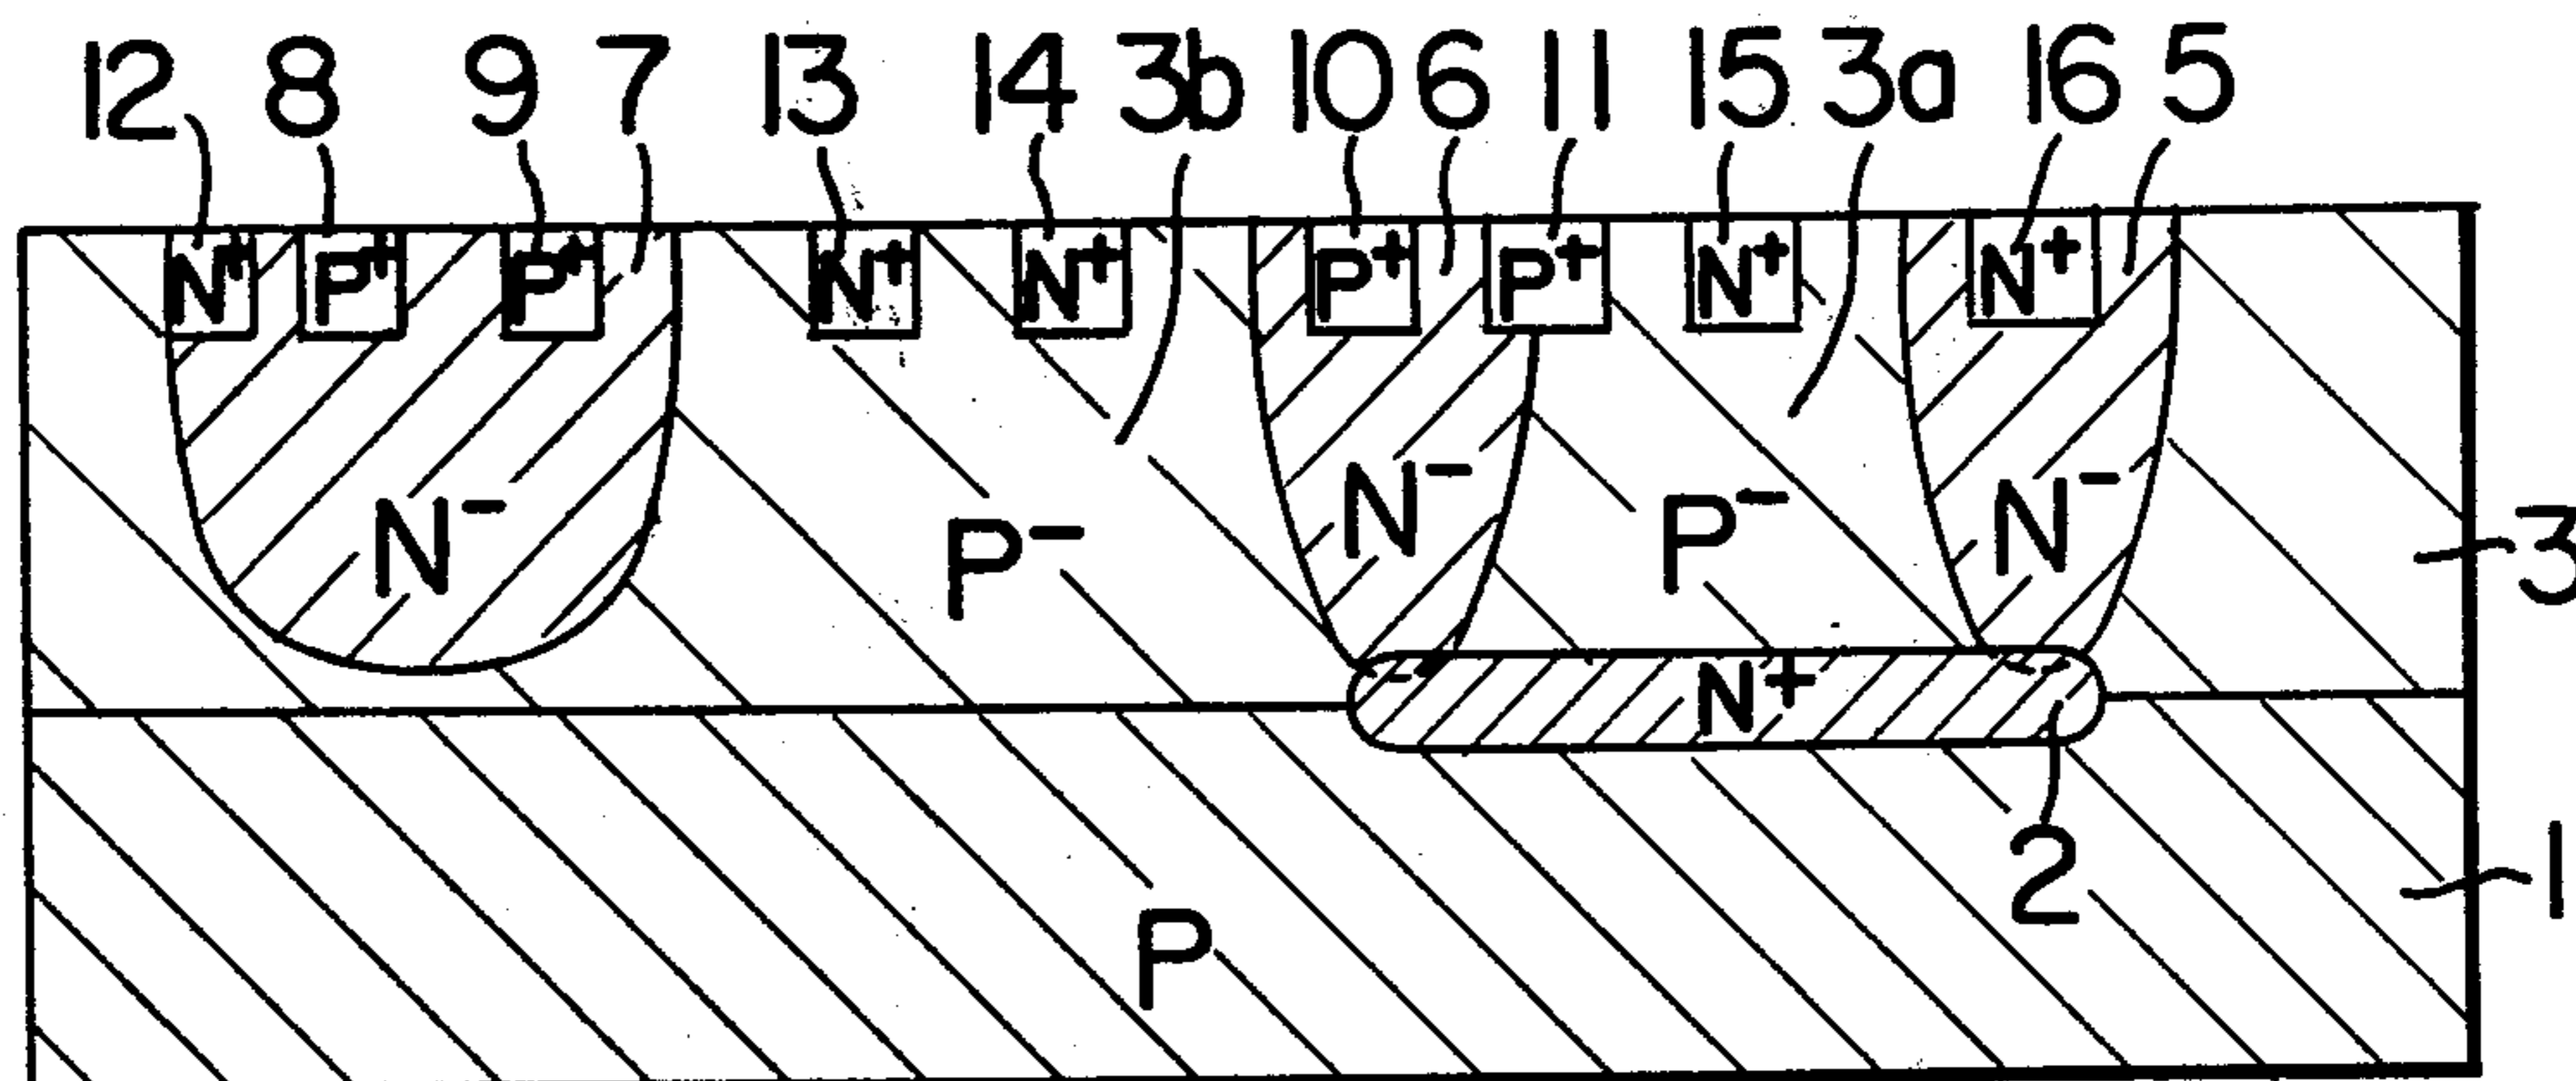 12 8 9 7 13 14 3b 10 6 11 15 3a 16 5
N+ P+ P+ N+ N+ P+ P+ N+ N+
N- P- N- P- N-
3
N+
2
1
P